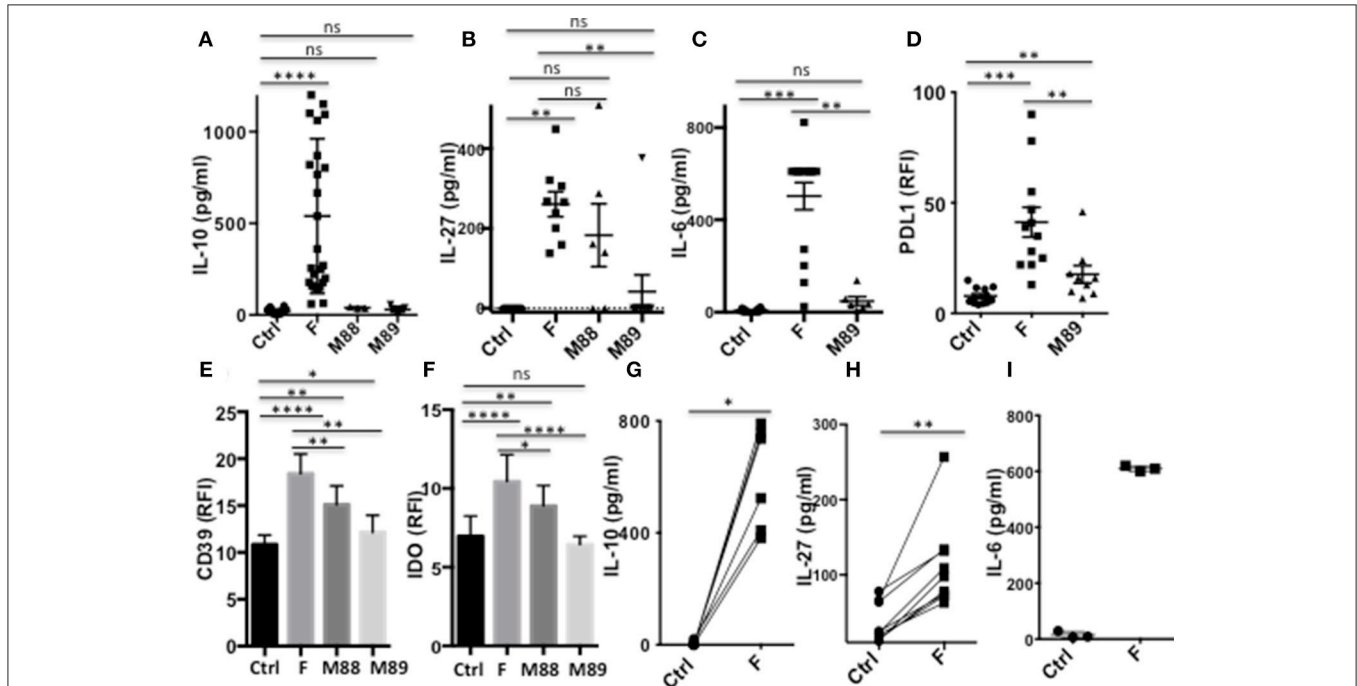 A
ns
ns
****
IL-10 (pg/ml)
1000
500
0
Ctrl
F
M88
M89
B
ns
**
ns
ns
**
IL-27 (pg/ml)
400
200
0
Ctrl
F
M88
M89
C
ns
***
**
IL-6 (pg/ml)
800
400
0
Ctrl
F
M89
D
**
***
**
PDL1 (RFI)
100
50
0
Ctrl
F
M89
E
*
**
****
**
**
CD39 (RFI)
25
20
15
10
5
0
Ctrl F M88 M89
F
ns
**
****
****
*
IDO (RFI)
15
10
5
0
Ctrl F M88 M89
G
*
IL-10 (pg/ml)
800
400
0
Ctrl
F
H
**
IL-27 (pg/ml)
300
200
100
Ctrl
F
I
IL-6 (pg/ml)
800
600
400
200
0
Ctrl
F